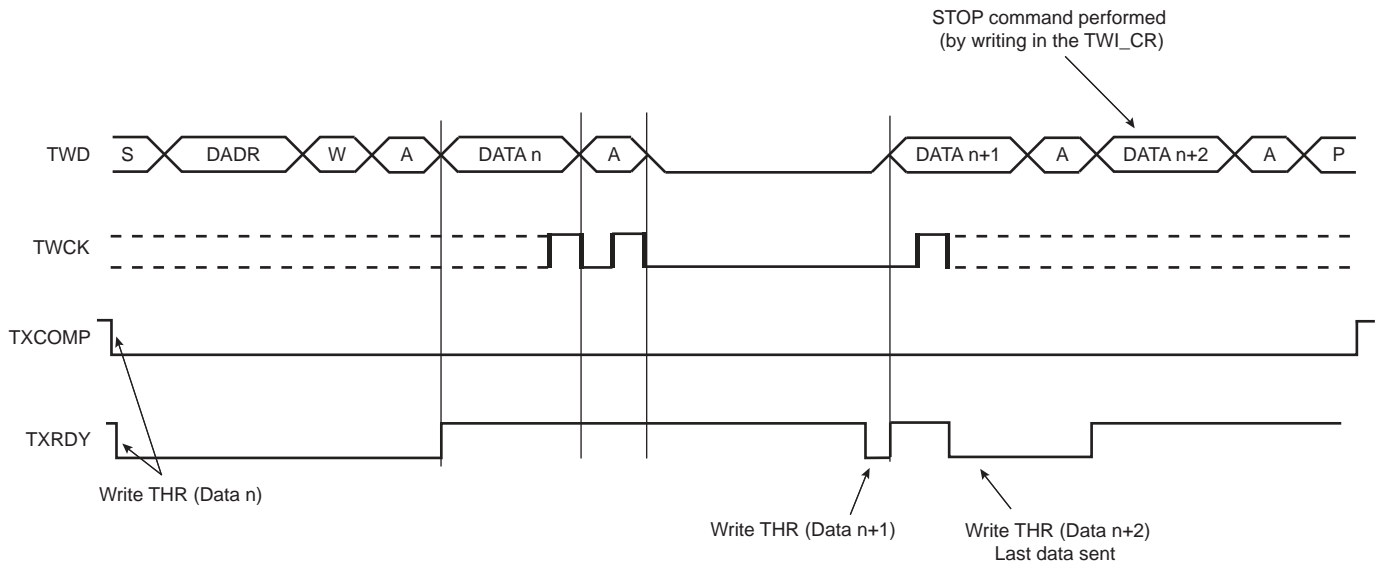 STOP command performed
(by writing in the TWI_CR)
TWD S DADR W A DATA n A DATA n+1 A DATA n+2 A P
TWCK
TXCOMP
TXRDY
Write THR (Data n)
Write THR (Data n+1)
Write THR (Data n+2)
Last data sent